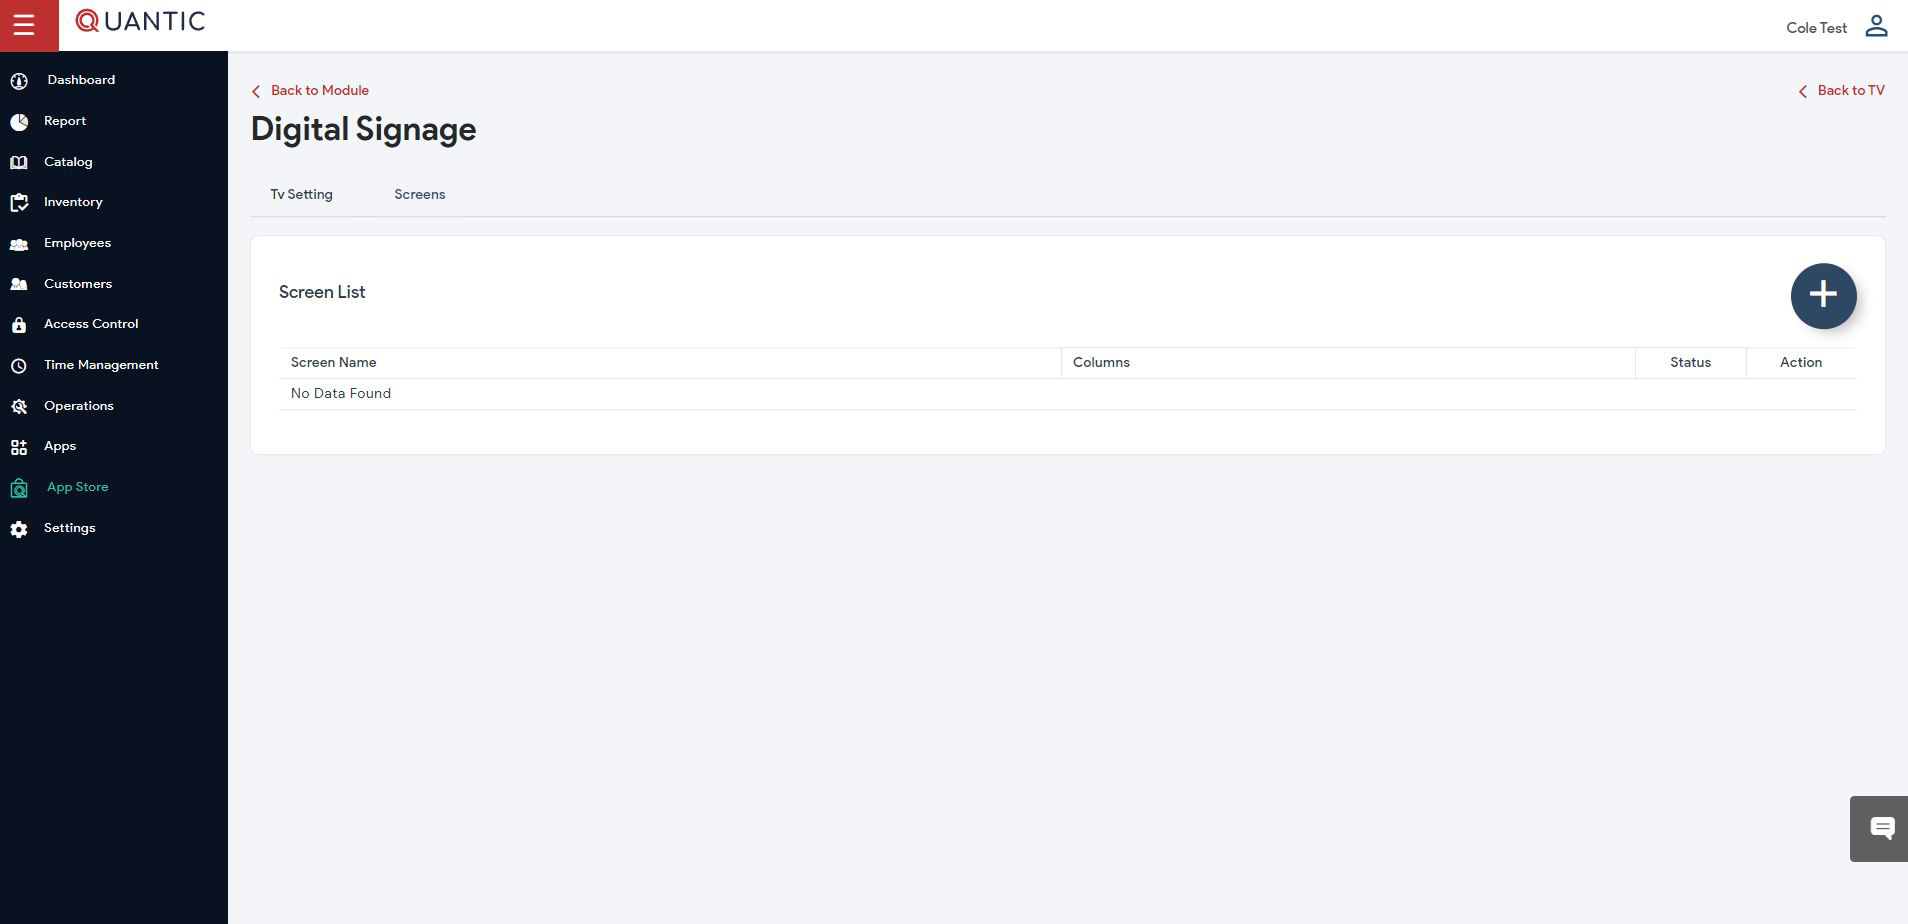 QUANTIC
Cole Test
Dashboard
Report
Catalog
Inventory
Employees
Customers
Access Control
Time Management
Operations
Apps
App Store
Settings
Back to Module
Back to TV
Digital Signage
Tv Setting
Screens
Screen List
Screen Name
Columns
Status
Action
No Data Found